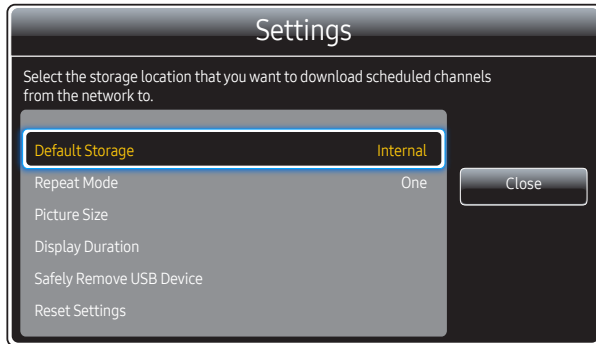 Settings
Select the storage location that you want to download scheduled channels
from the network to.
Default Storage Internal
Repeat Mode One
Close
Picture Size
Display Duration
Safely Remove USB Device
Reset Settings